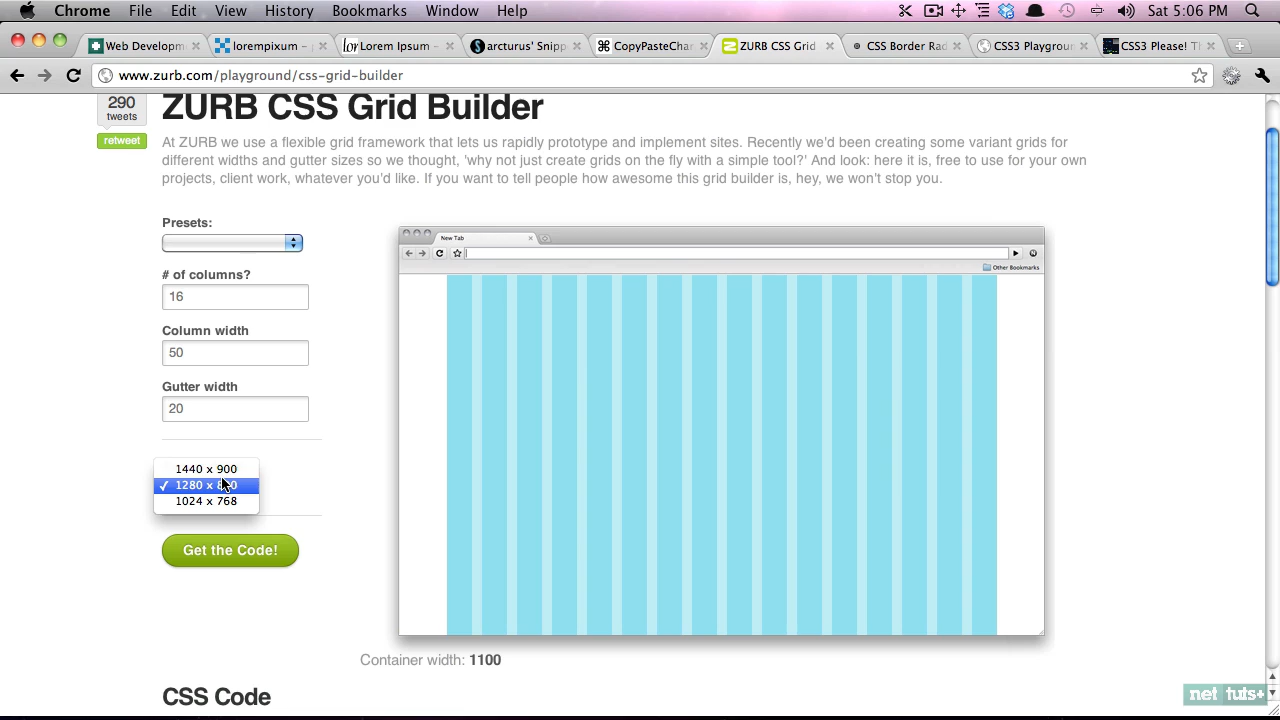 Chrome File Edit View History Bookmarks Window Help Sat 5:06 PM
Web Developm lorempixum - Lorem Ipsum - arcturus' Snipp CopyPasteChar ZURB CSS Grid CSS Border Rad CSS3 Playgroun CSS3 Please! Th
www.zurb.com/playground/css-grid-builder
290
tweets
retweet
ZURB CSS Grid Builder
At ZURB we use a flexible grid framework that lets us rapidly prototype and implement sites. Recently we'd been creating some variant grids for
different widths and gutter sizes so we thought, 'why not just create grids on the fly with a simple tool?' And look: here it is, free to use for your own
projects, client work, whatever you'd like. If you want to tell people how awesome this grid builder is, hey, we won't stop you.
Presets:
# of columns?
16
Column width
50
Gutter width
20
1440 x 900
1280 x
1024 x 768
Get the Code!
New Tab
Other Bookmarks
Container width: 1100
CSS Code
net tuts+